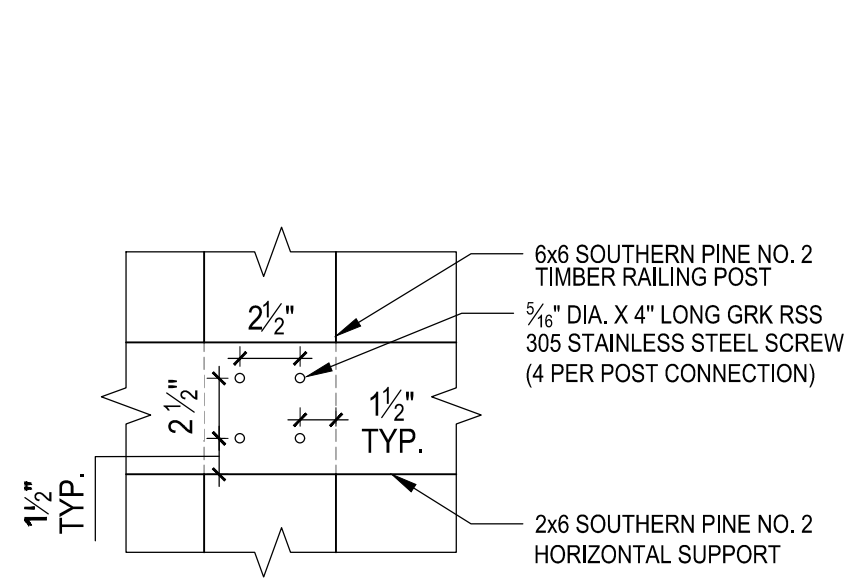 6x6 SOUTHERN PINE NO. 2
TIMBER RAILING POST
5⁄16" DIA. X 4" LONG GRK RSS
305 STAINLESS STEEL SCREW
(4 PER POST CONNECTION)
2½"
2 ½"
1½"
TYP.
1½"
TYP.
2x6 SOUTHERN PINE NO. 2
HORIZONTAL SUPPORT